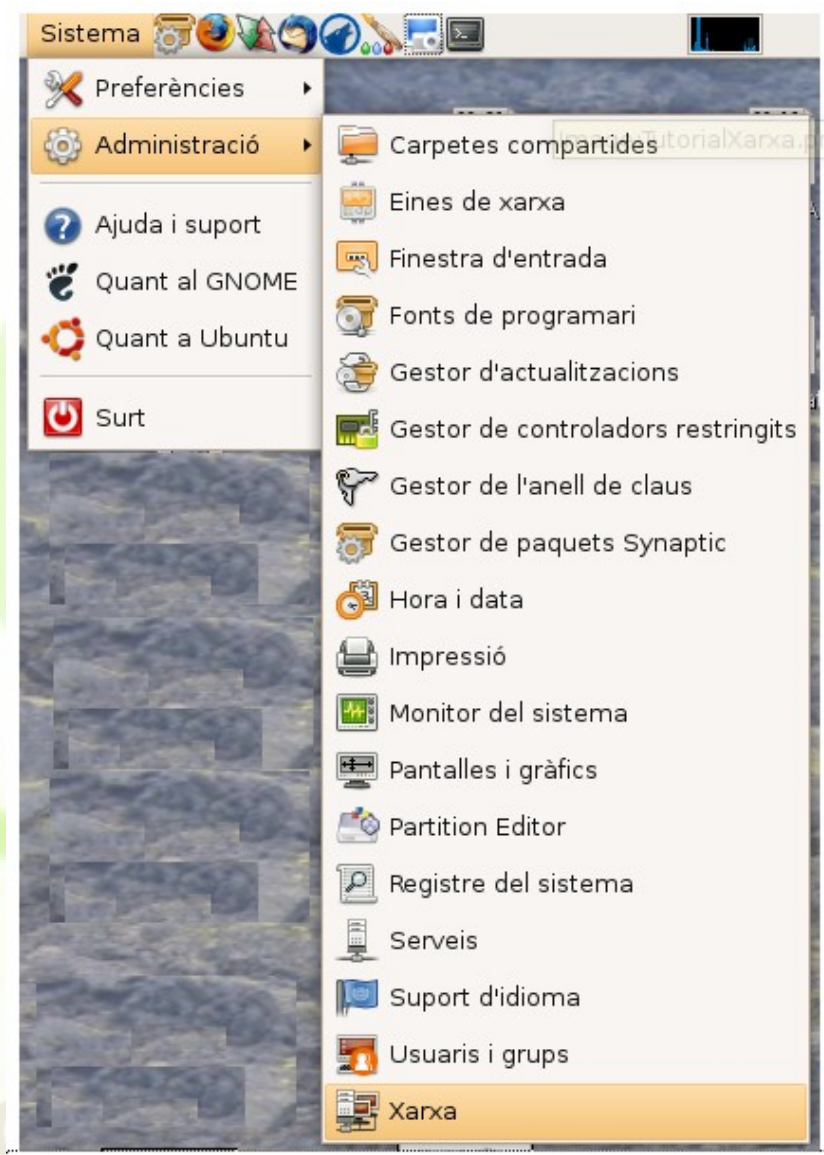 Sistema
Preferències
Administració
Ajuda i suport
Quant al GNOME
Quant a Ubuntu
Surt
Carpetes compartides
Eines de xarxa
Finestra d'entrada
Fonts de programari
Gestor d'actualitzacions
Gestor de controladors restringits
Gestor de l'anell de claus
Gestor de paquets Synaptic
Hora i data
Impressió
Monitor del sistema
Pantalles i gràfics
Partition Editor
Registre del sistema
Serveis
Suport d'idioma
Usuaris i grups
Xarxa